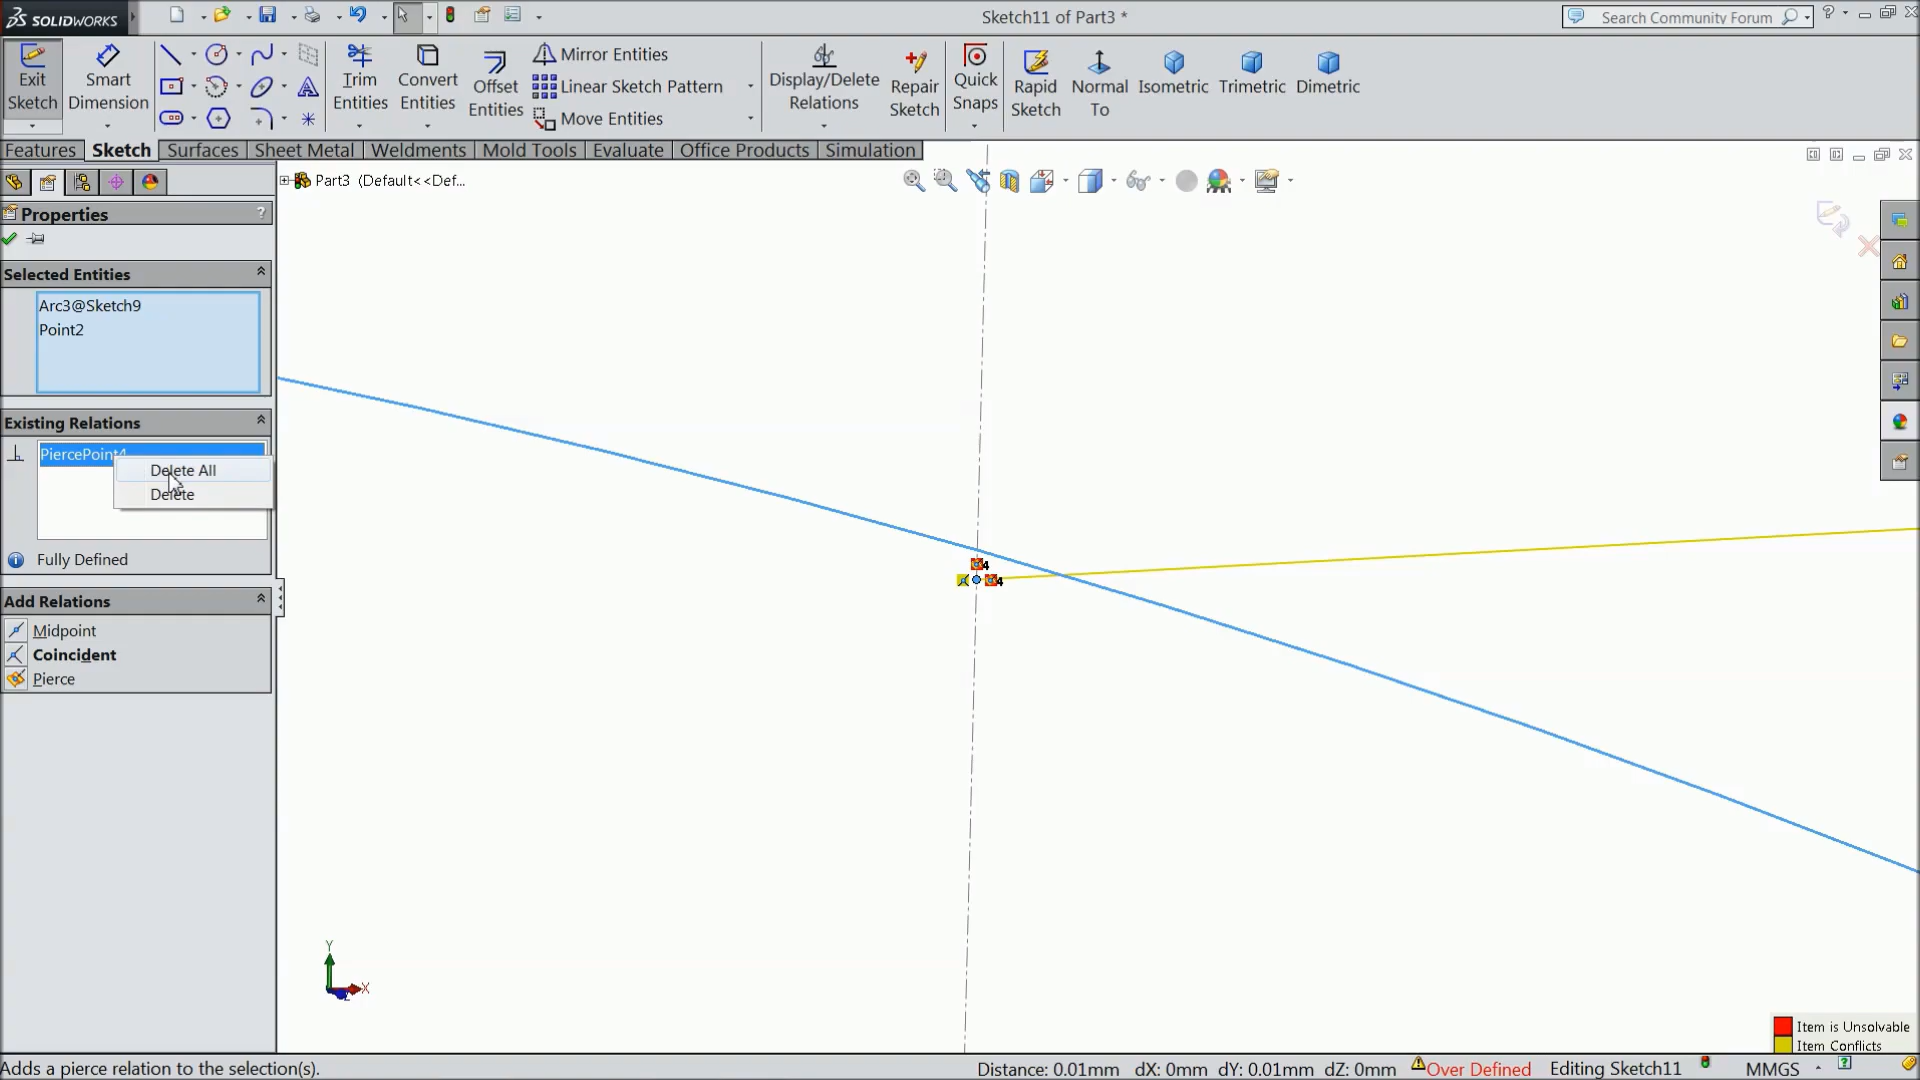 SOLIDWORKS
Sketch11 of Part3 *
Search Community Forum
Exit Sketch
Smart Dimension
Trim Entities
Convert Entities
Offset Entities
Mirror Entities
Linear Sketch Pattern
Move Entities
Display/Delete Relations
Repair Sketch
Quick Snaps
Rapid Sketch
Normal To
Isometric
Trimetric
Dimetric
Features
Sketch
Surfaces
Sheet Metal
Weldments
Mold Tools
Evaluate
Office Products
Simulation
Part3 (Default<<Def...
Properties
?
Selected Entities
Arc3@Sketch9
Point2
Existing Relations
PiercePoint4
Delete All
Delete
Fully Defined
Add Relations
Midpoint
Coincident
Pierce
4
4
Y
X
Item is Unsolvable
Item Conflicts
Adds a pierce relation to the selection(s).
Distance: 0.01mm dX: 0mm dY: 0.01mm dZ: 0mm
Over Defined
Editing Sketch11
MMGS